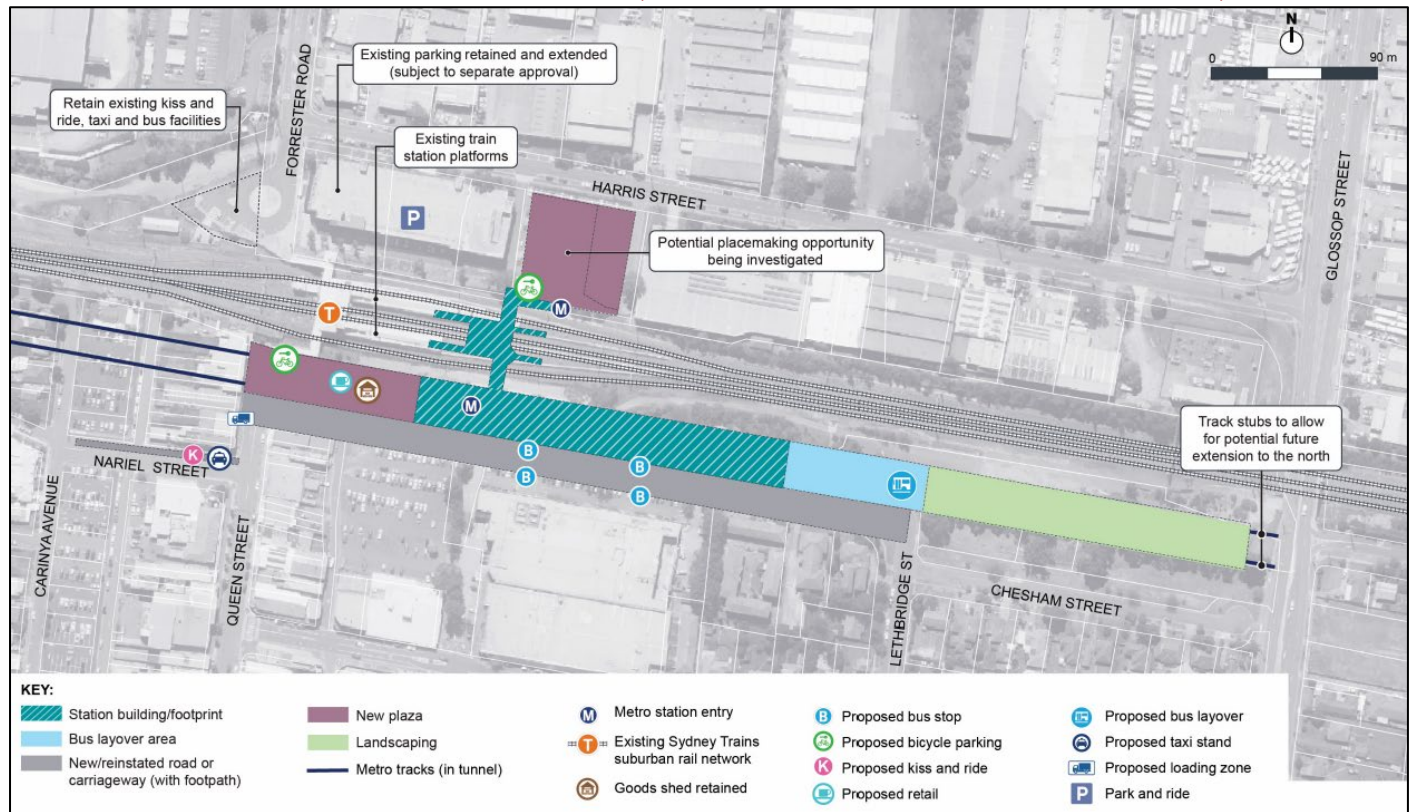 N
0
90 m
Existing parking retained and extended
(subject to separate approval)
Retain existing kiss and
ride, taxi and bus facilities
Existing train
station platforms
FORRESTER ROAD
HARRIS STREET
GLOSSOP STREET
P
Potential placemaking opportunity
being investigated
M
T
M
Track stubs to allow
for potential future
extension to the north
B
B
B
B
K
NARIEL STREET
CARINYA AVENUE
QUEEN STREET
LETHBRIDGE ST
CHESHAM STREET
KEY:
Station building/footprint
Bus layover area
New/reinstated road or
carriageway (with footpath)
New plaza
Landscaping
Metro tracks (in tunnel)
M Metro station entry
T Existing Sydney Trains
suburban rail network
Goods shed retained
B Proposed bus stop
Proposed bicycle parking
K Proposed kiss and ride
Proposed retail
Proposed bus layover
Proposed taxi stand
Proposed loading zone
P Park and ride